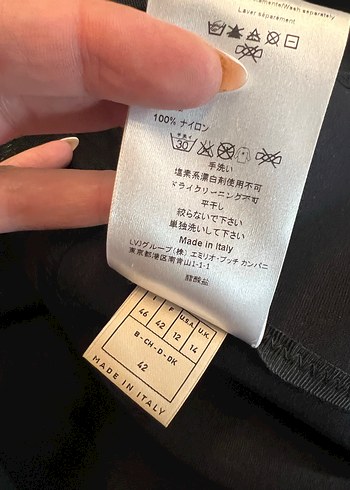 Wash separately
Laver séparément
100% ナイロン
30
手洗い
塩素系漂白剤使用不可
ドライクリーニング不可
平干し
絞らないで下さい
単独洗いして下さい
Made in Italy
LVJグループ(株) エミリオ・プッチ カンパニ
東京都港区南青山1-1-1
I F U.S.A. U.K.
46 42 12 14
B-CH-D-DK
42
MADE IN ITALY